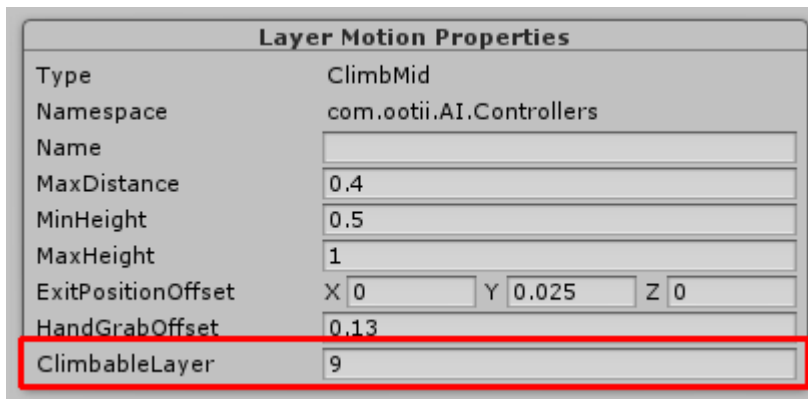 Layer Motion Properties
Type ClimbMid
Namespace com.ootii.AI.Controllers
Name
MaxDistance 0.4
MinHeight 0.5
MaxHeight 1
ExitPositionOffset X 0 Y 0.025 Z 0
HandGrabOffset 0.13
ClimbableLayer 9